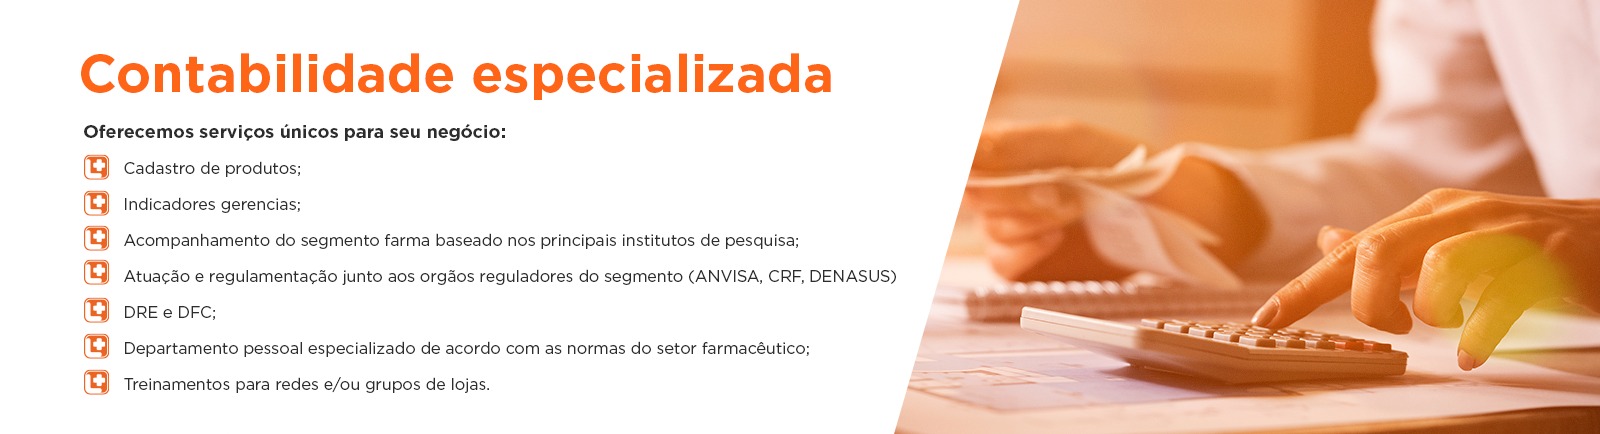 Contabilidade especializada
Oferecemos serviços únicos para seu negócio:
Cadastro de produtos;
Indicadores gerencias;
Acompanhamento do segmento farma baseado nos principais institutos de pesquisa;
Atuação e regulamentação junto aos orgãos reguladores do segmento (ANVISA, CRF, DENASUS)
DRE e DFC;
Departamento pessoal especializado de acordo com as normas do setor farmacêutico;
Treinamentos para redes e/ou grupos de lojas.